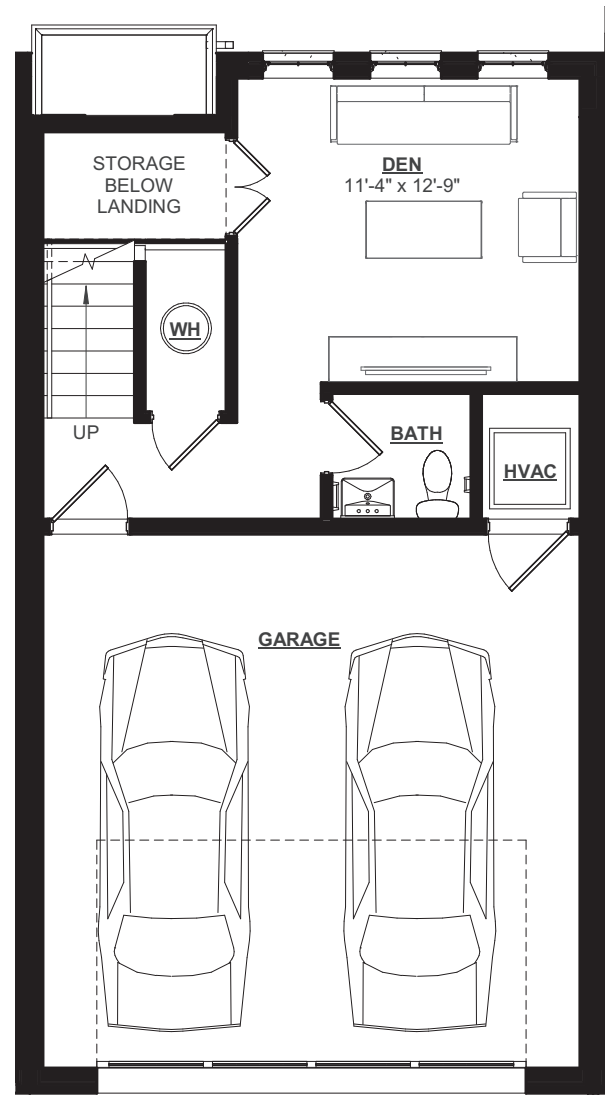 STORAGE
BELOW
LANDING
DEN
11'-4" x 12'-9"
WH
UP
BATH
HVAC
GARAGE